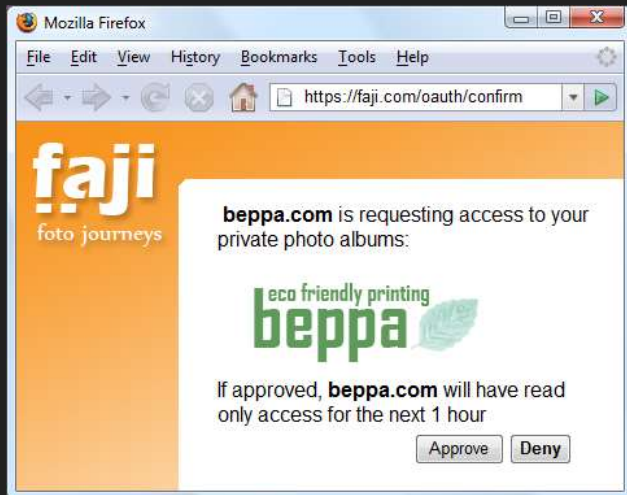 Mozilla Firefox
File Edit View History Bookmarks Tools Help
https://faji.com/oauth/confirm
faji
foto journeys
beppa.com is requesting access to your
private photo albums:
eco friendly printing
beppa
If approved, beppa.com will have read
only access for the next 1 hour
Approve Deny